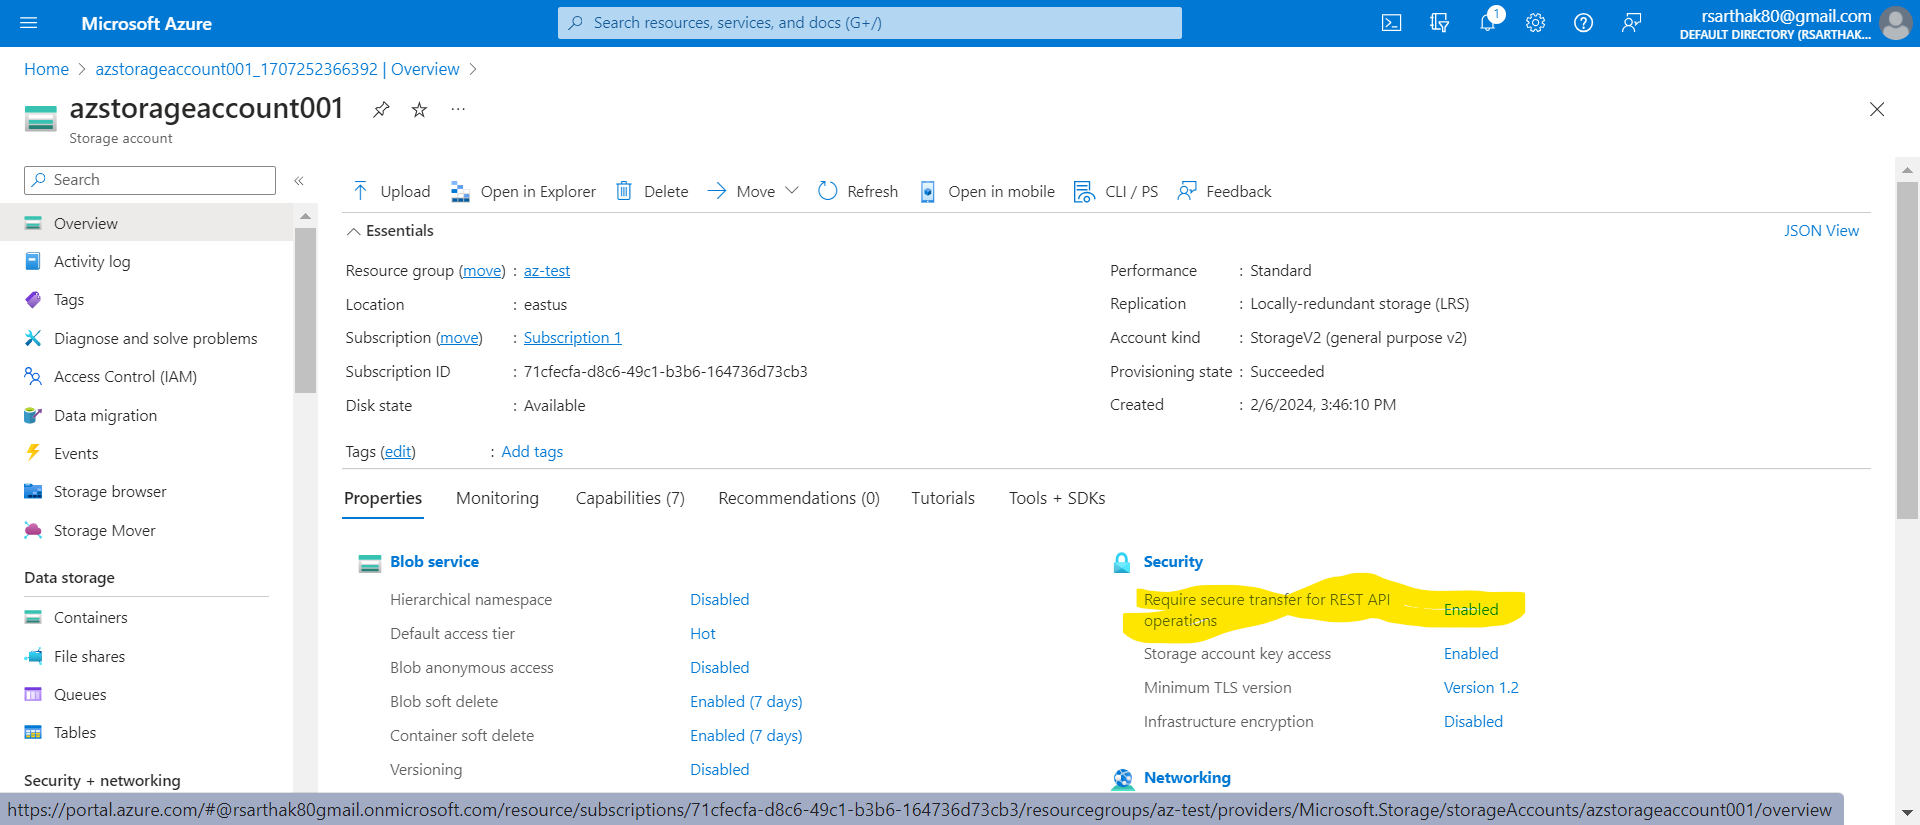 Microsoft Azure
Search resources, services, and docs (G+/)
1
rsarthak80@gmail.com
DEFAULT DIRECTORY (RSARTHAK...
Home > azstorageaccount001_1707252366392 | Overview >
azstorageaccount001
Storage account
Search
Overview
Activity log
Tags
Diagnose and solve problems
Access Control (IAM)
Data migration
Events
Storage browser
Storage Mover
Data storage
Containers
File shares
Queues
Tables
Security + networking
Upload Open in Explorer Delete Move Refresh Open in mobile CLI / PS Feedback
Essentials
JSON View
Resource group (move) : az-test
Location : eastus
Subscription (move) : Subscription 1
Subscription ID : 71cfecfa-d8c6-49c1-b3b6-164736d73cb3
Disk state : Available
Performance : Standard
Replication : Locally-redundant storage (LRS)
Account kind : StorageV2 (general purpose v2)
Provisioning state : Succeeded
Created : 2/6/2024, 3:46:10 PM
Tags (edit) : Add tags
Properties Monitoring Capabilities (7) Recommendations (0) Tutorials Tools + SDKs
Blob service
Hierarchical namespace Disabled
Default access tier Hot
Blob anonymous access Disabled
Blob soft delete Enabled (7 days)
Container soft delete Enabled (7 days)
Versioning Disabled
Security
Require secure transfer for REST API
operations Enabled
Storage account key access Enabled
Minimum TLS version Version 1.2
Infrastructure encryption Disabled
Networking
https://portal.azure.com/#@rsarthak80gmail.onmicrosoft.com/resource/subscriptions/71cfecfa-d8c6-49c1-b3b6-164736d73cb3/resourcegroups/az-test/providers/Microsoft.Storage/storageAccounts/azstorageaccount001/overview